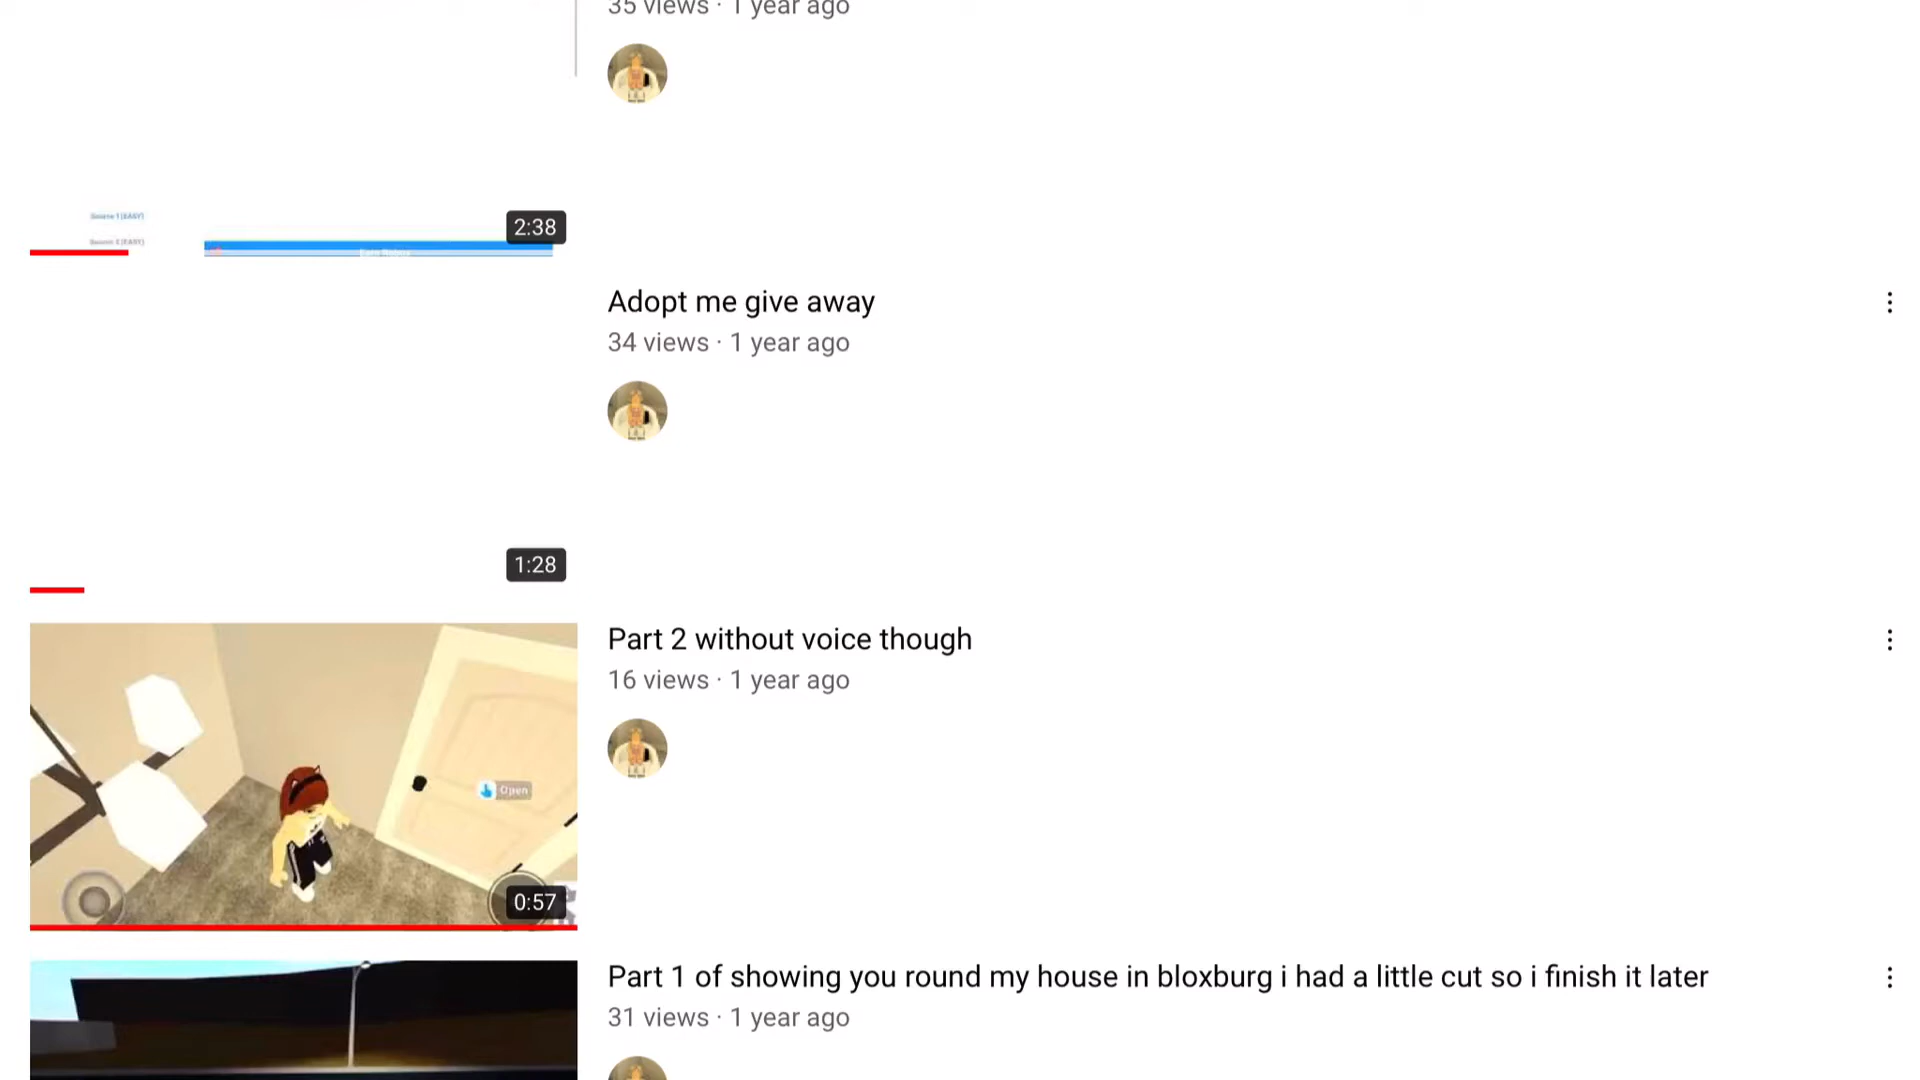 35 views · 1 year ago
2:38
Adopt me give away
34 views · 1 year ago
1:28
Part 2 without voice though
16 views · 1 year ago
Open
0:57
Part 1 of showing you round my house in bloxburg i had a little cut so i finish it later
31 views · 1 year ago